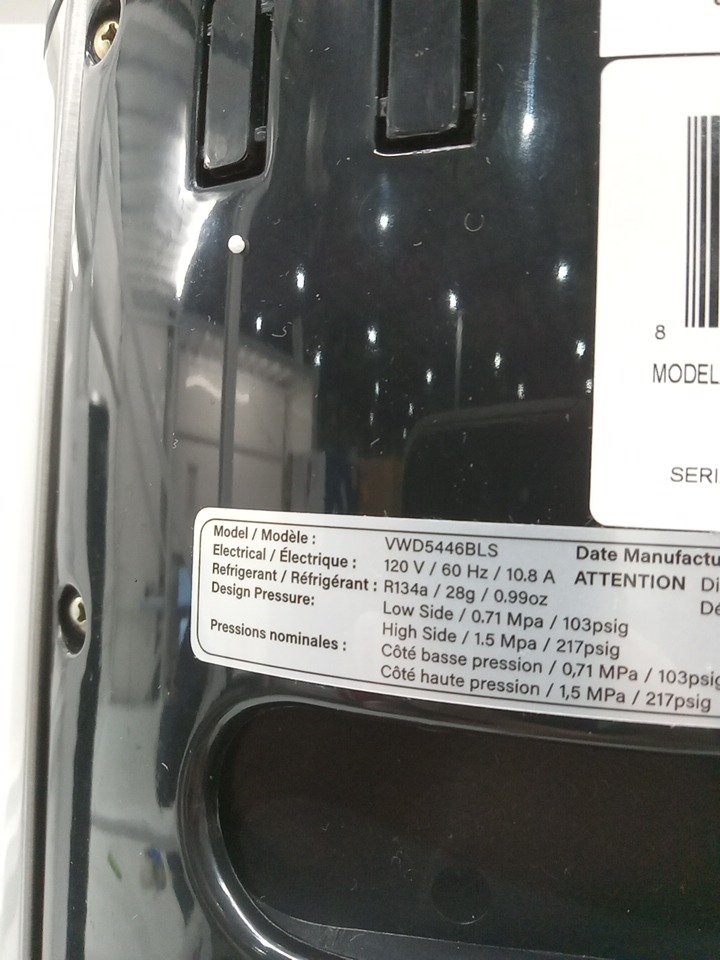 8
MODEL
SERI
Model / Modèle : VWD5446BLS Date Manufactu
Electrical / Électrique : 120 V / 60 Hz / 10.8 A ATTENTION Di
Refrigerant / Réfrigérant : R134a / 28g / 0.99oz Dé
Design Pressure: Low Side / 0.71 Mpa / 103psig
High Side / 1.5 Mpa / 217psig
Pressions nominales : Côté basse pression / 0,71 MPa / 103psig
Côté haute pression / 1,5 MPa / 217psig